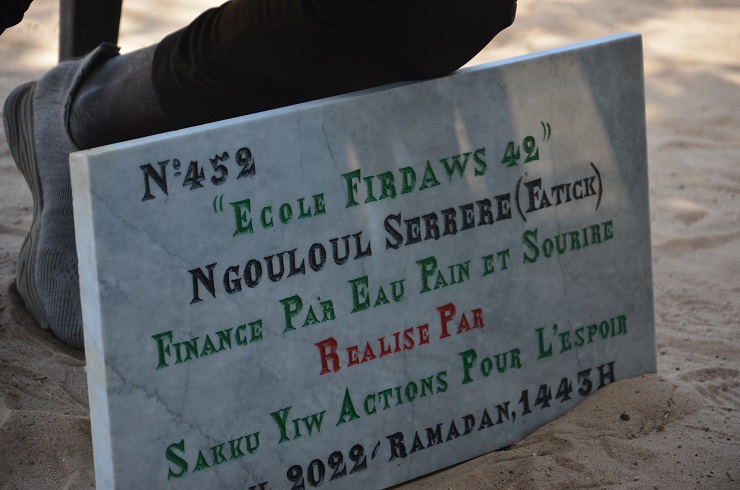 N°.452
"Ecole Firdaws 42"
Ngouloul Serrere (Fatick)
Finance Par Eau Pain et Sourire
Realise Par
Sakku Yiw Actions Pour L'espoir
2022 / Ramadan, 1443 H